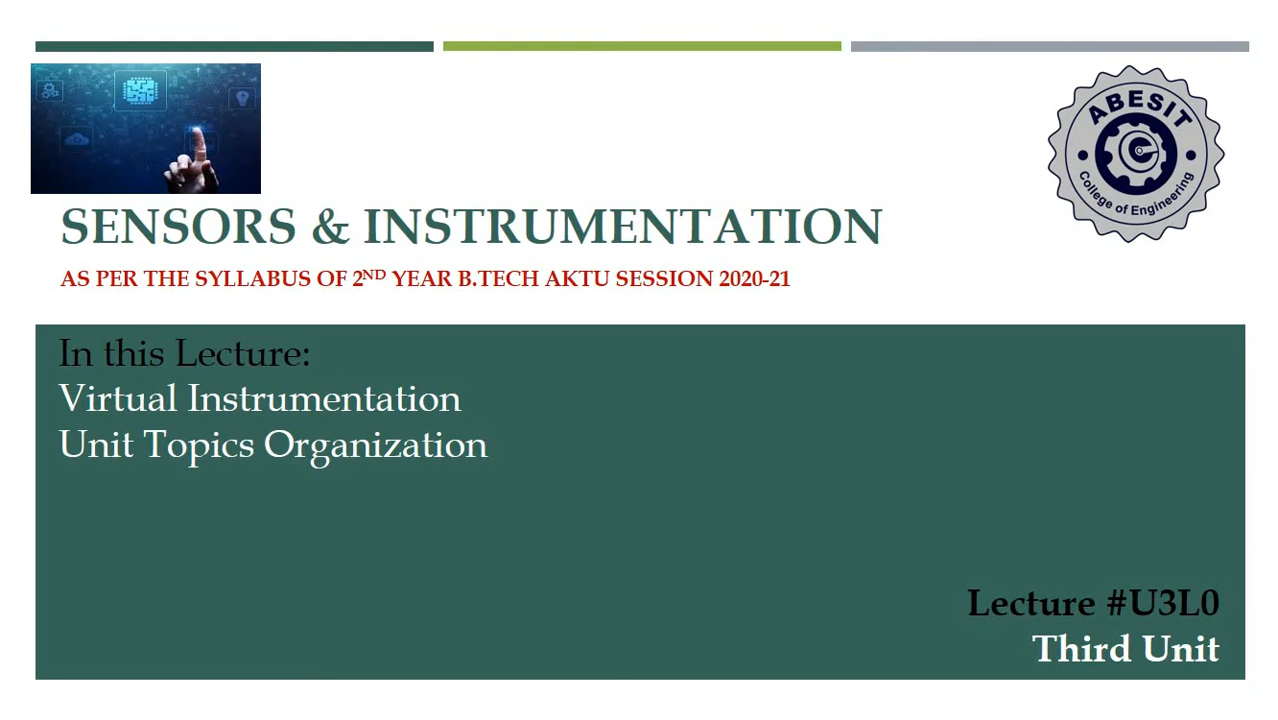 ABESIT
College of Engineering
SENSORS & INSTRUMENTATION
AS PER THE SYLLABUS OF 2ND YEAR B.TECH AKTU SESSION 2020-21
In this Lecture:
Virtual Instrumentation
Unit Topics Organization
Lecture #U3L0
Third Unit